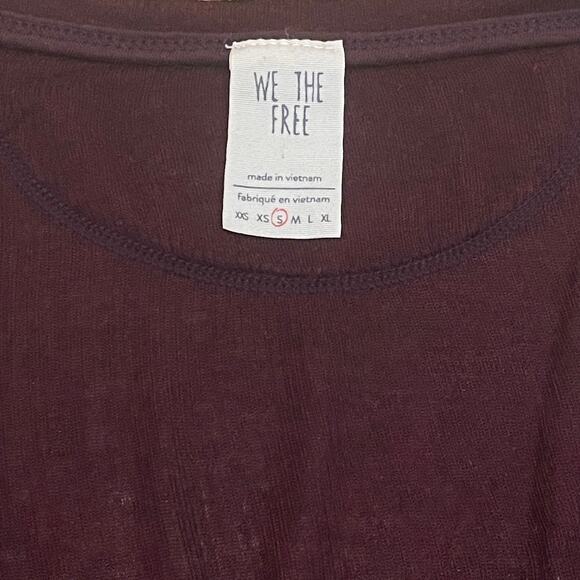 WE THE
FREE
made in vietnam
Fabriqué en vietnam
XXS XS S M L XL